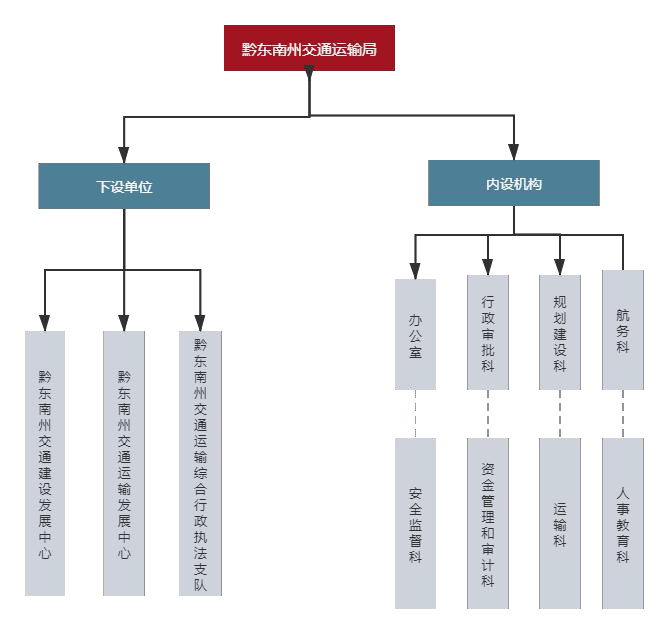 黔东南州交通运输局
下设单位
内设机构
办公室
行政审批科
规划建设科
航务科
黔东南州交通建设发展中心
黔东南州交通运输发展中心
黔东南州交通运输综合行政执法支队
安全监督科
资金管理和审计科
运输科
人事教育科